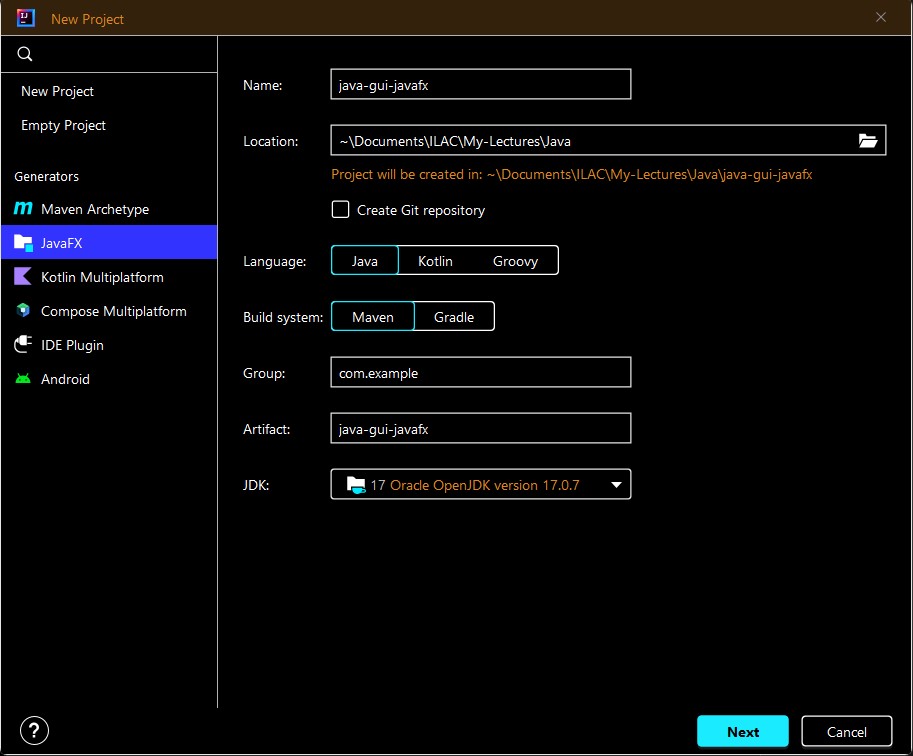 New Project
New Project
Empty Project
Generators
Maven Archetype
JavaFX
Kotlin Multiplatform
Compose Multiplatform
IDE Plugin
Android
Name: java-gui-javafx
Location: ~\Documents\ILAC\My-Lectures\Java
Project will be created in: ~\Documents\ILAC\My-Lectures\Java\java-gui-javafx
Create Git repository
Language: Java Kotlin Groovy
Build system: Maven Gradle
Group: com.example
Artifact: java-gui-javafx
JDK: 17 Oracle OpenJDK version 17.0.7
? Next Cancel